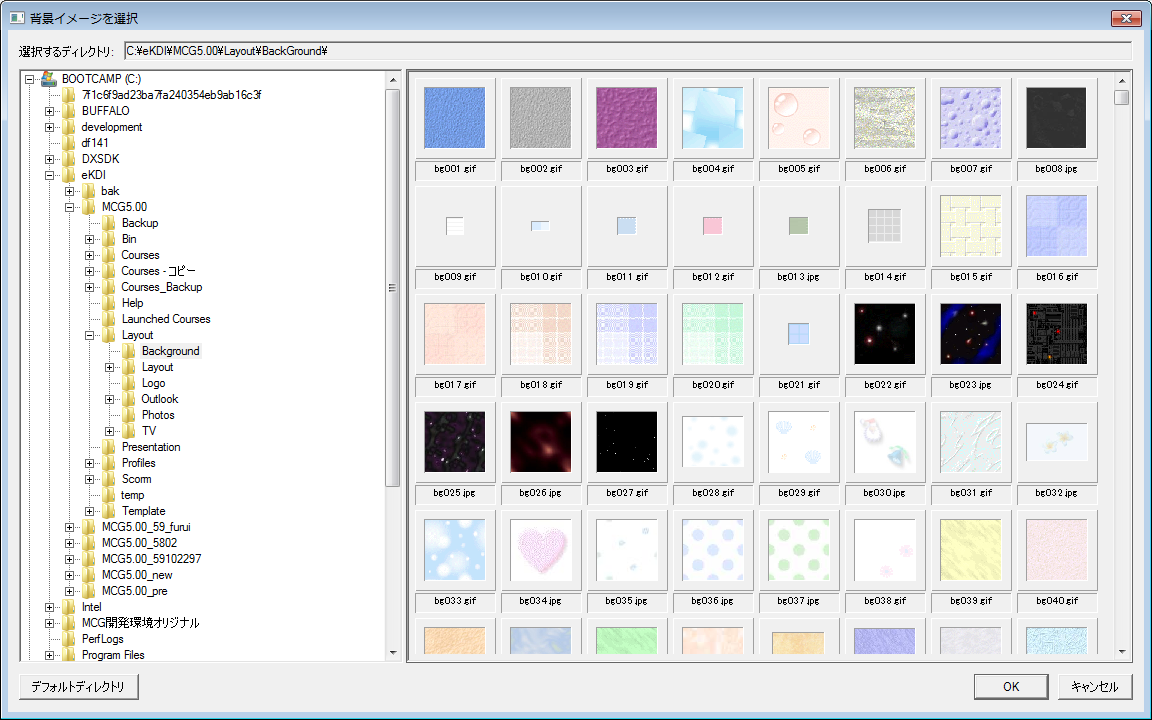 背景イメージを選択
選択するディレクトリ: C:¥eKDI¥MCG5.00¥Layout¥BackGround¥
BOOTCAMP (C:)
7f1c6f9ad23ba7fa240354eb9ab16c3f
BUFFALO
development
df141
DXSDK
eKDI
bak
MCG5.00
Backup
Bin
Courses
Courses - コピー
Courses_Backup
Help
Launched Courses
Layout
Background
Layout
Logo
Outlook
Photos
TV
Presentation
Profiles
Scorm
temp
Template
MCG5.00_59_furui
MCG5.00_5802
MCG5.00_59102297
MCG5.00_new
MCG5.00_pre
Intel
MCG開発環境オリジナル
PerfLogs
Program Files
bg001.gif bg002.gif bg003.gif bg004.gif bg005.gif bg006.gif bg007.gif bg008.jpg
bg009.gif bg010.gif bg011.gif bg012.gif bg013.jpg bg014.gif bg015.gif bg016.gif
bg017.gif bg018.gif bg019.gif bg020.gif bg021.gif bg022.gif bg023.jpg bg024.gif
bg025.jpg bg026.jpg bg027.gif bg028.gif bg029.gif bg030.jpg bg031.gif bg032.jpg
bg033.gif bg034.jpg bg035.jpg bg036.jpg bg037.jpg bg038.gif bg039.gif bg040.gif
デフォルトディレクトリ OK キャンセル